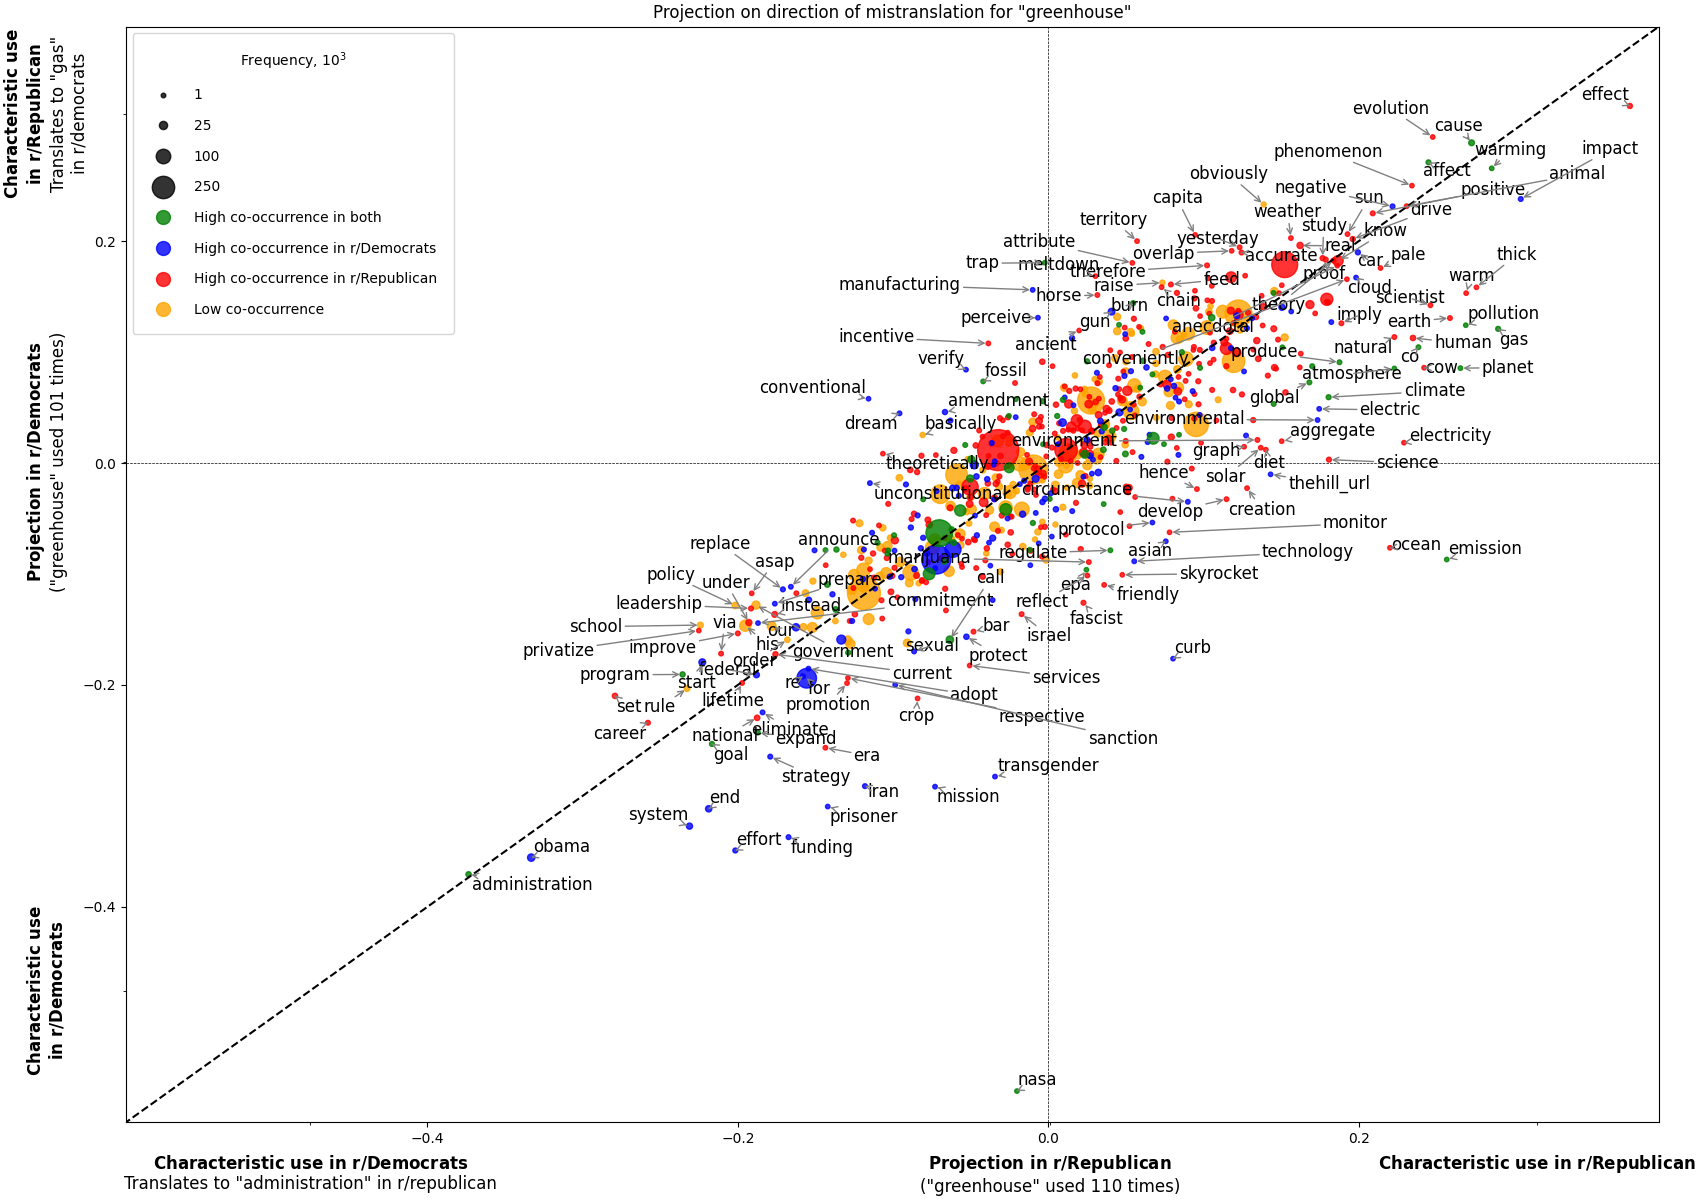 Projection on direction of mistranslation for "greenhouse"
Characteristic use
in r/Republican
Translates to "gas"
in r/democrats
Projection in r/Democrats
("greenhouse" used 101 times)
Characteristic use
in r/Democrats
Frequency, 10³
1
25
100
250
High co-occurrence in both
High co-occurrence in r/Democrats
High co-occurrence in r/Republican
Low co-occurrence
0.2
0.0
−0.2
−0.4
effect
evolution
cause
phenomenon
warming
impact
affect
obviously
negative
positive
animal
capita
sun
drive
territory
weather
study
know
attribute
yesterday
real
trap
meltdown
overlap
accurate
car
pale
thick
therefore
proof
warm
manufacturing
raise
feed
cloud
horse
chain
scientist
perceive
burn
theory
imply
earth
pollution
gun
anecdotal
incentive
ancient
natural
human
gas
verify
conveniently
produce
co
fossil
atmosphere
cow
planet
conventional
amendment
global
climate
dream
basically
environmental
electric
environment
aggregate
electricity
graph
theoretically
diet
science
hence
solar
thehill_url
unconstitutional
circumstance
develop
creation
protocol
monitor
replace
announce
asian
ocean
emission
asap
marijuana
regulate
technology
policy
under
prepare
call
epa
skyrocket
leadership
instead
commitment
reflect
friendly
school
via
our
bar
israel
fascist
privatize
improve
his
government
sexual
protect
curb
program
federal
order
current
services
start
re
for
adopt
set
rule
lifetime
promotion
crop
respective
career
national
eliminate
expand
sanction
goal
era
strategy
transgender
iran
mission
end
prisoner
system
effort
funding
obama
administration
nasa
−0.4
−0.2
0.0
0.2
Characteristic use in r/Democrats
Translates to "administration" in r/republican
Projection in r/Republican
("greenhouse" used 110 times)
Characteristic use in r/Republican